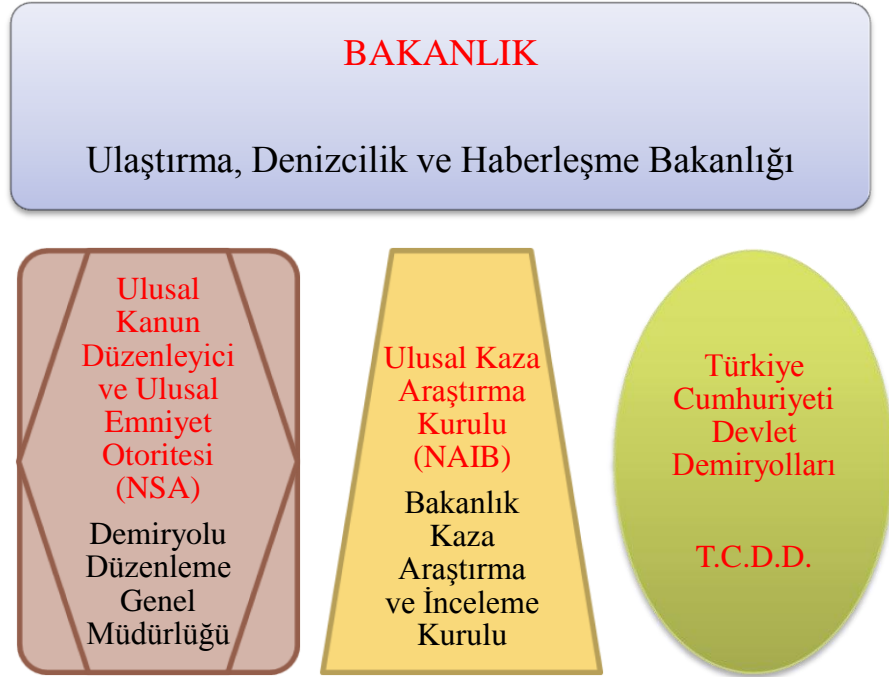 BAKANLIK
Ulaştırma, Denizcilik ve Haberleşme Bakanlığı
Ulusal
Kanun
Düzenleyici
ve Ulusal
Emniyet
Otoritesi
(NSA)
Demiryolu
Düzenleme
Genel
Müdürlüğü
Ulusal Kaza
Araştırma
Kurulu
(NAIB)
Bakanlık
Kaza
Araştırma
ve İnceleme
Kurulu
Türkiye
Cumhuriyeti
Devlet
Demiryolları
T.C.D.D.